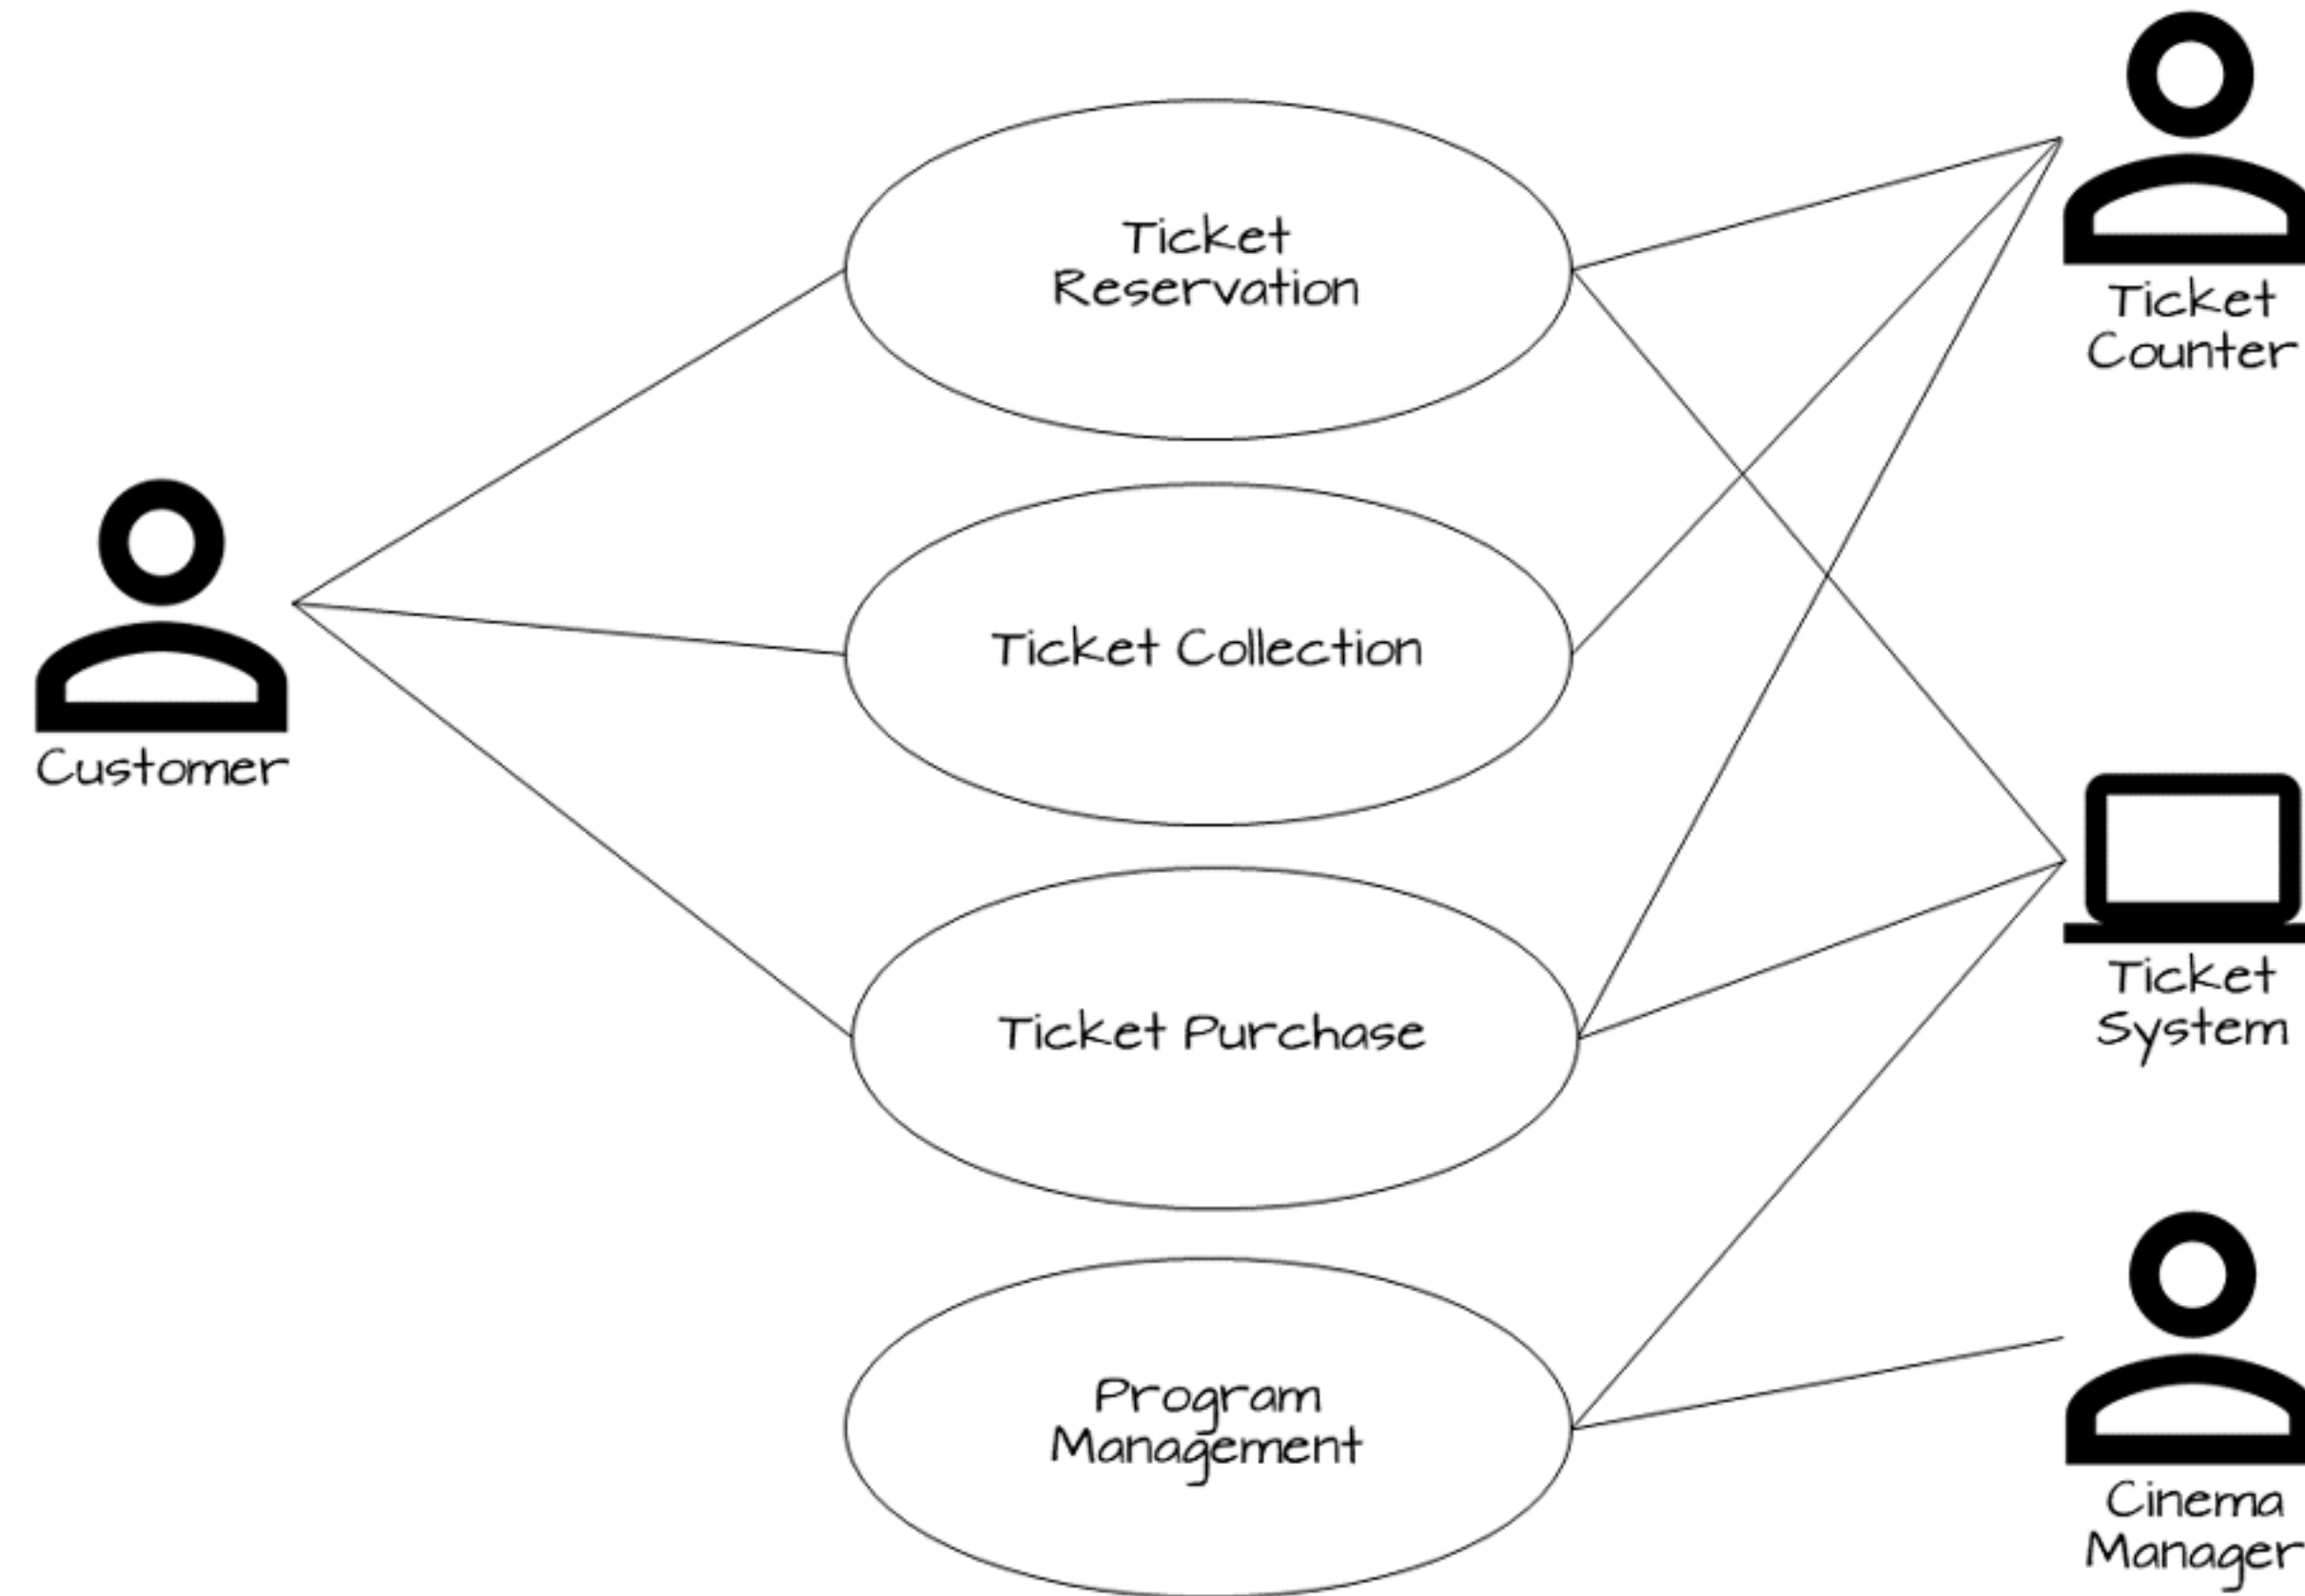 Ticket
Reservation
Ticket
Counter
Ticket Collection
Customer
Ticket Purchase
Ticket
System
Program
Management
Cinema
Manager